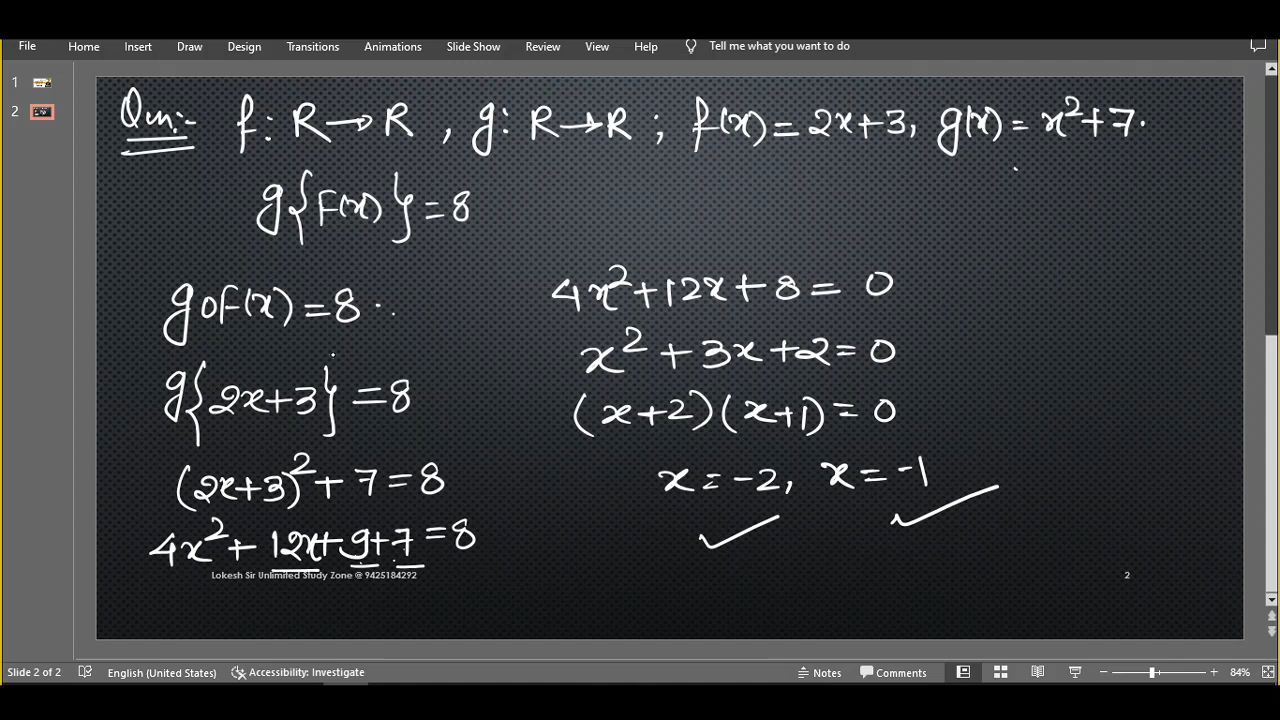 File Home Insert Draw Design Transitions Animations Slide Show Review View Help Tell me what you want to do
1
2
Qun:- f: R→R, g: R→R; f(x) = 2x+3, g(x) = x²+7.
g{F(x)} = 8
goF(x) = 8
g{2x+3} = 8
(2x+3)² + 7 = 8
4x² + 12x + 9 + 7 = 8
4x² + 12x + 8 = 0
x² + 3x + 2 = 0
(x+2)(x+1) = 0
x = -2, x = -1
Lokesh Sir Unlimited Study Zone @ 9425184292
2
Slide 2 of 2 English (United States) Accessibility: Investigate Notes Comments 84%